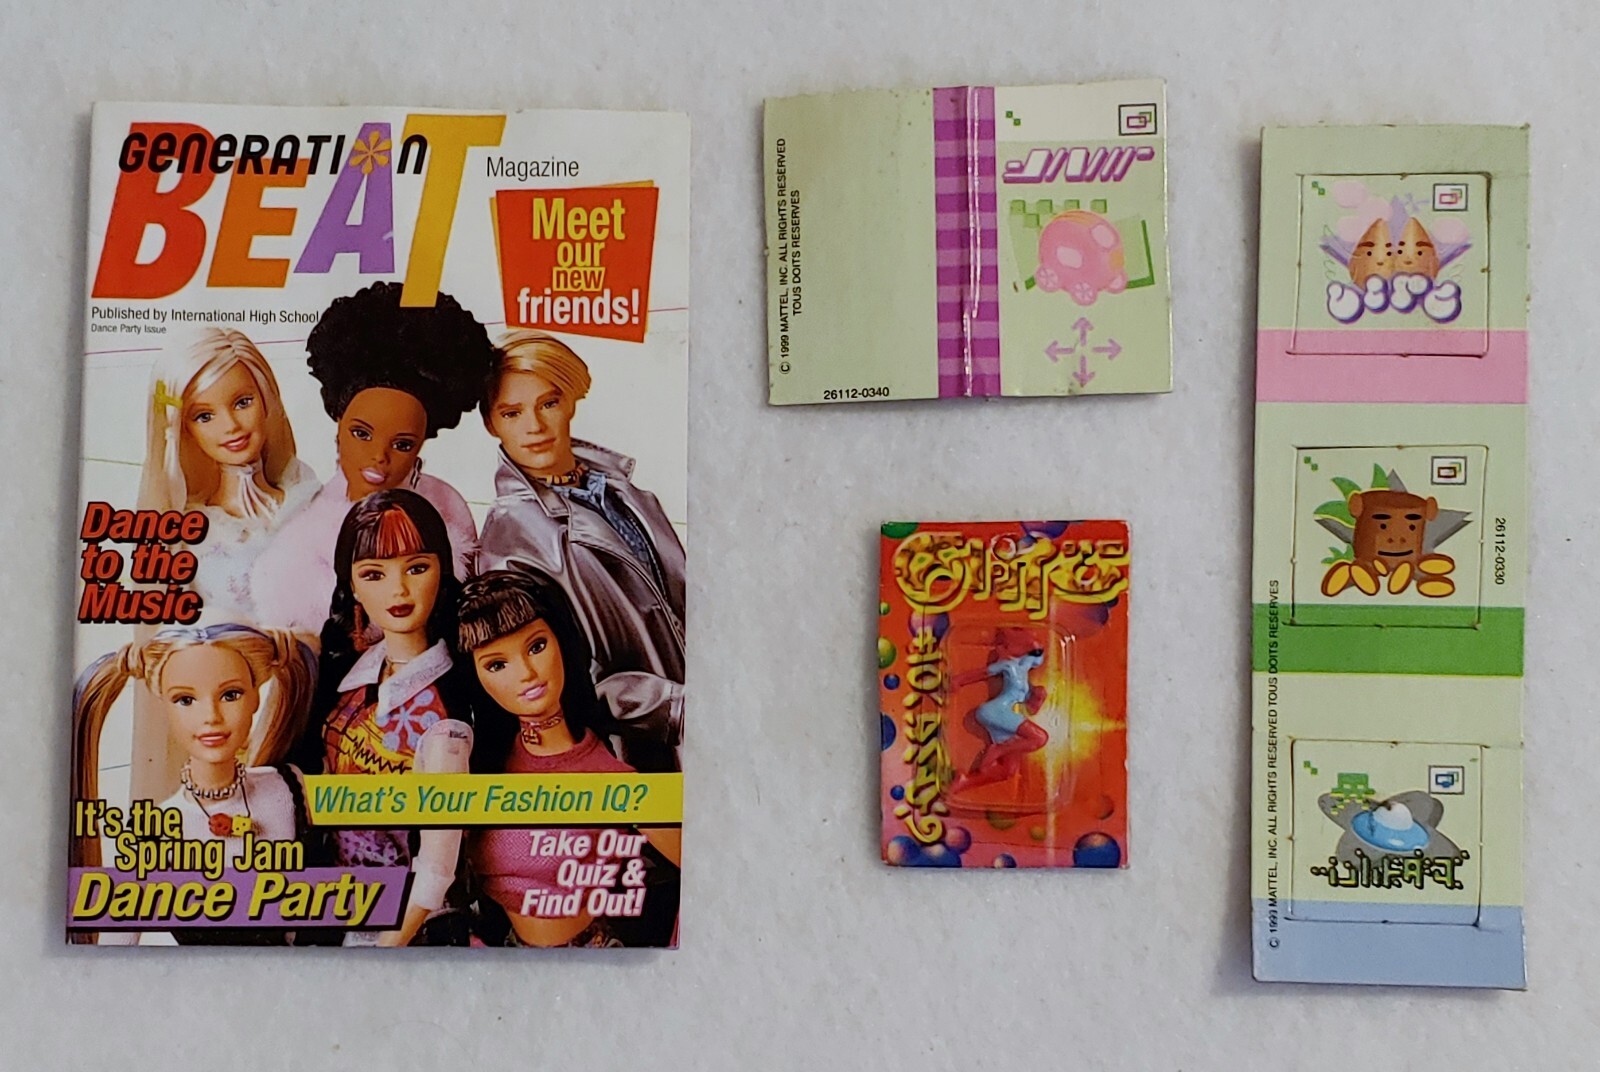 GENERATION
BEAT
Magazine
Meet
our
new
friends!
Published by International High School
Dance Party Issue
Dance
to the
Music
What's Your Fashion IQ?
It's the
Spring Jam
Dance Party
Take Our
Quiz &
Find Out!
© 1999 MATTEL, INC. ALL RIGHTS RESERVED
TOUS DOITS RESERVES
26112-0340
26112-0330
© 1999 MATTEL, INC. ALL RIGHTS RESERVED TOUS DOITS RESERVES